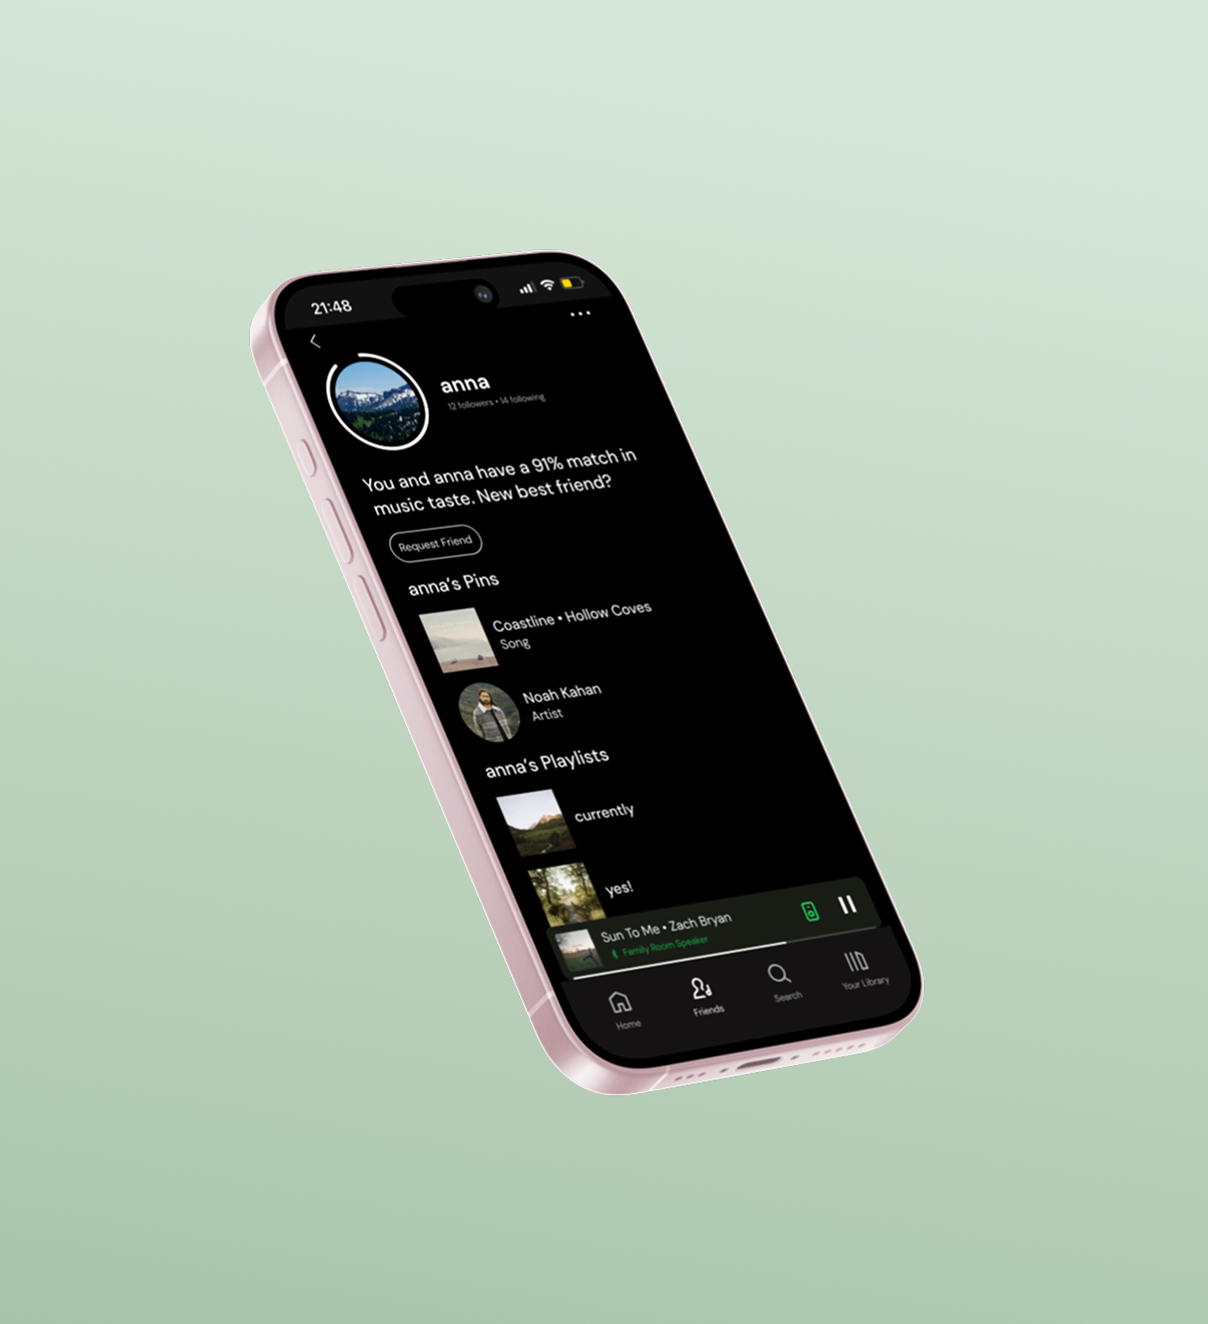 21:48
anna
12 followers • 14 following
You and anna have a 91% match in
music taste. New best friend?
Request Friend
anna's Pins
Coastline • Hollow Coves
Song
Noah Kahan
Artist
anna's Playlists
currently
yes!
Sun To Me • Zach Bryan
Family Room Speaker
Home
Friends
Search
Your Library